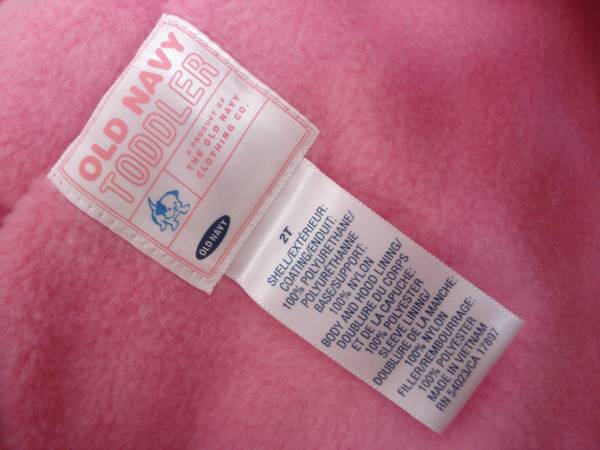 OLD NAVY
TODDLER
A PRODUCT OF
THE OLD NAVY
CLOTHING CO.
OLD NAVY
2T
SHELL/EXTÉRIEUR:
COATING/ENDUIT:
100% POLYURETHANE/
POLYURÉTHANNE
BASE/SUPPORT:
100% NYLON
BODY AND HOOD LINING/
DOUBLURE DU CORPS
ET DE LA CAPUCHE:
100% POLYESTER
SLEEVE LINING/
DOUBLURE DE LA MANCHE:
100% NYLON
FILLER/REMBOURRAGE:
100% POLYESTER
MADE IN VIETNAM
RN 54023/CA 17897